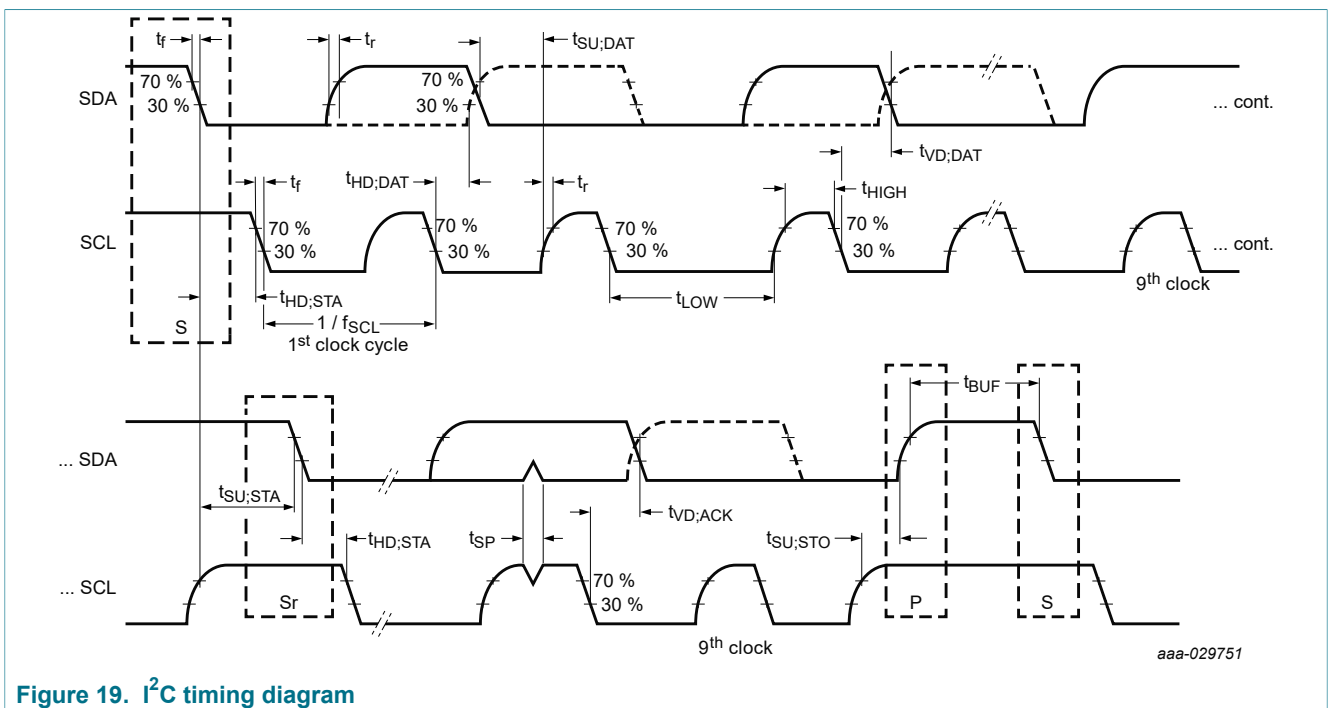 tf
tr
tSU;DAT
70 %
30 %
70 %
30 %
SDA
... cont.
tVD;DAT
tf
tHD;DAT
tr
tHIGH
70 %
30 %
70 %
30 %
70 %
30 %
70 %
30 %
SCL
... cont.
9th clock
tHD;STA
tLOW
S
1 / fSCL
1st clock cycle
tBUF
... SDA
tSU;STA
tVD;ACK
tHD;STA
tSP
tSU;STO
70 %
30 %
... SCL
Sr
P
S
9th clock
aaa-029751
Figure 19. I2C timing diagram